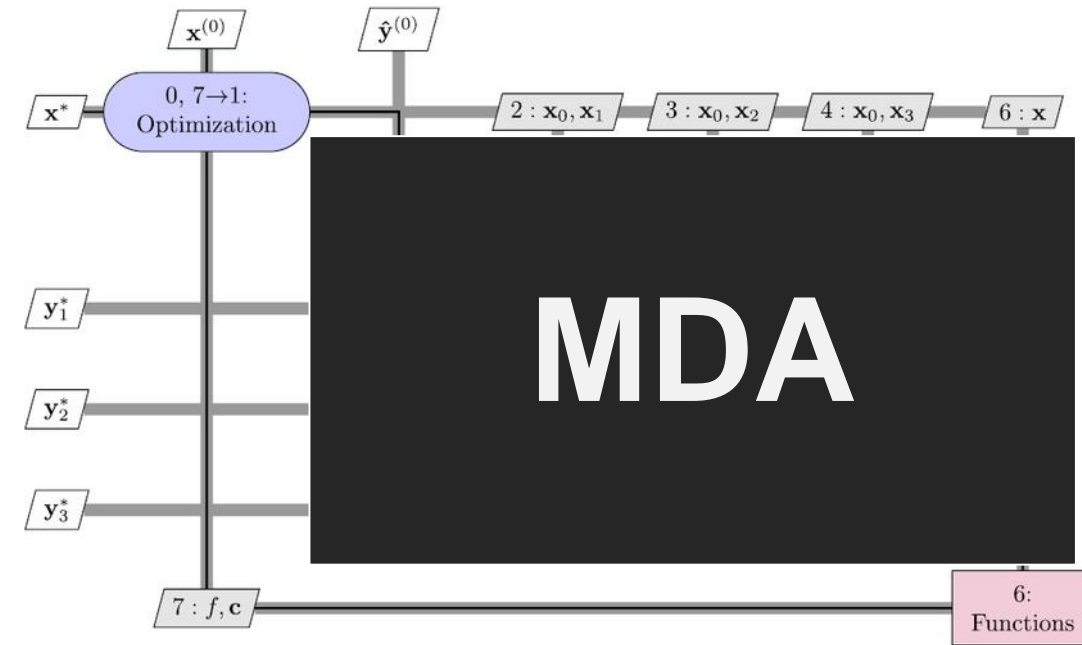 x^{(0)}
ŷ^{(0)}
x^*
0, 7→1:
Optimization
2 : x_0, x_1
3 : x_0, x_2
4 : x_0, x_3
6 : x
y_1^*
y_2^*
y_3^*
MDA
7 : f, c
6:
Functions